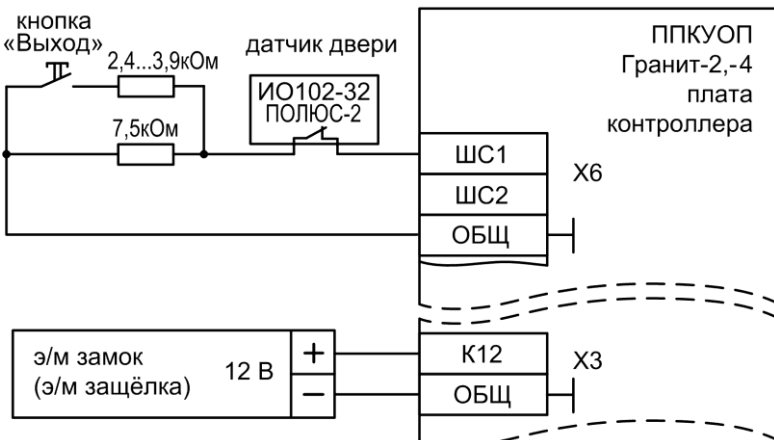 кнопка
«Выход»
2,4...3,9кОм
7,5кОм
датчик двери
ИО102-32
ПОЛЮС-2
ППКУОП
Гранит-2,-4
плата
контроллера
ШС1
ШС2
ОБЩ
X6
э/м замок
(э/м защёлка)
12 В
+
−
К12
ОБЩ
X3